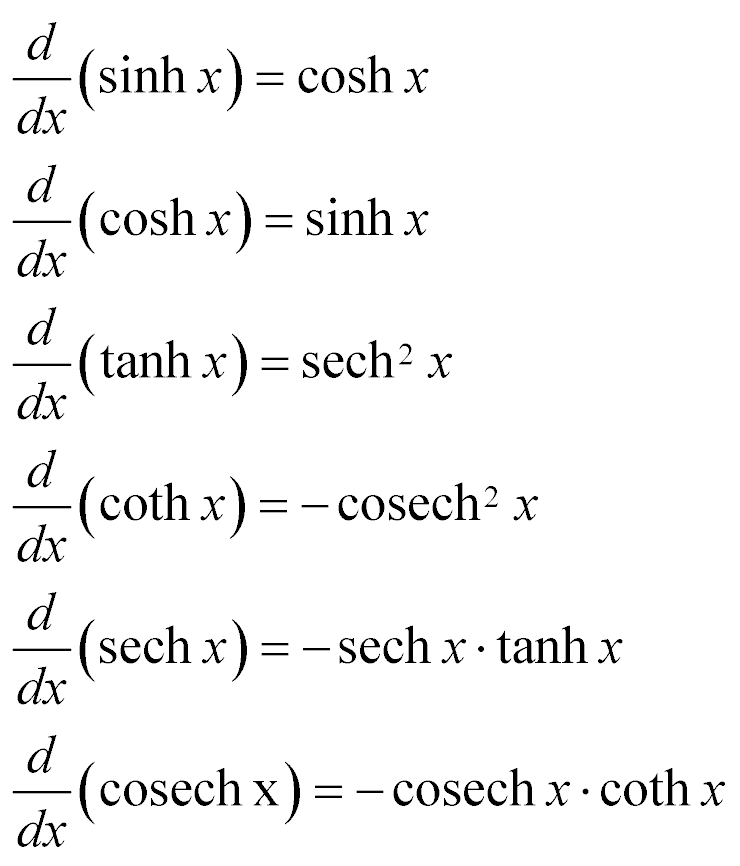 d/dx (sinh x) = cosh x
d/dx (cosh x) = sinh x
d/dx (tanh x) = sech² x
d/dx (coth x) = − cosech² x
d/dx (sech x) = − sech x · tanh x
d/dx (cosech x) = − cosech x · coth x